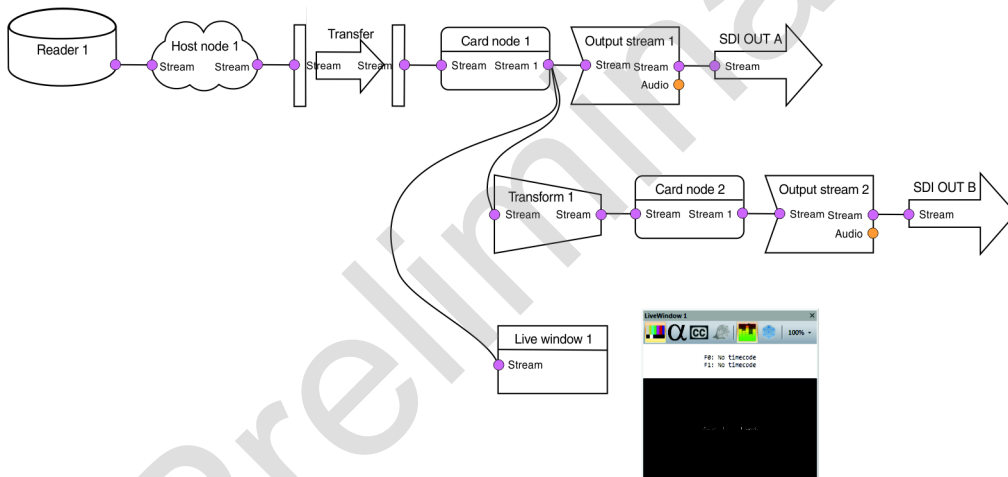 Reader 1
Host node 1
Stream Stream
Transfer
Stream Stream
Card node 1
Stream Stream 1
Output stream 1
Stream Stream
Audio
SDI OUT A
Stream
Transform 1
Stream Stream
Card node 2
Stream Stream 1
Output stream 2
Stream Stream
Audio
SDI OUT B
Stream
Live window 1
Stream
LiveWindow 1
α CC 100%
F0: No timecode
F1: No timecode
Prelimina